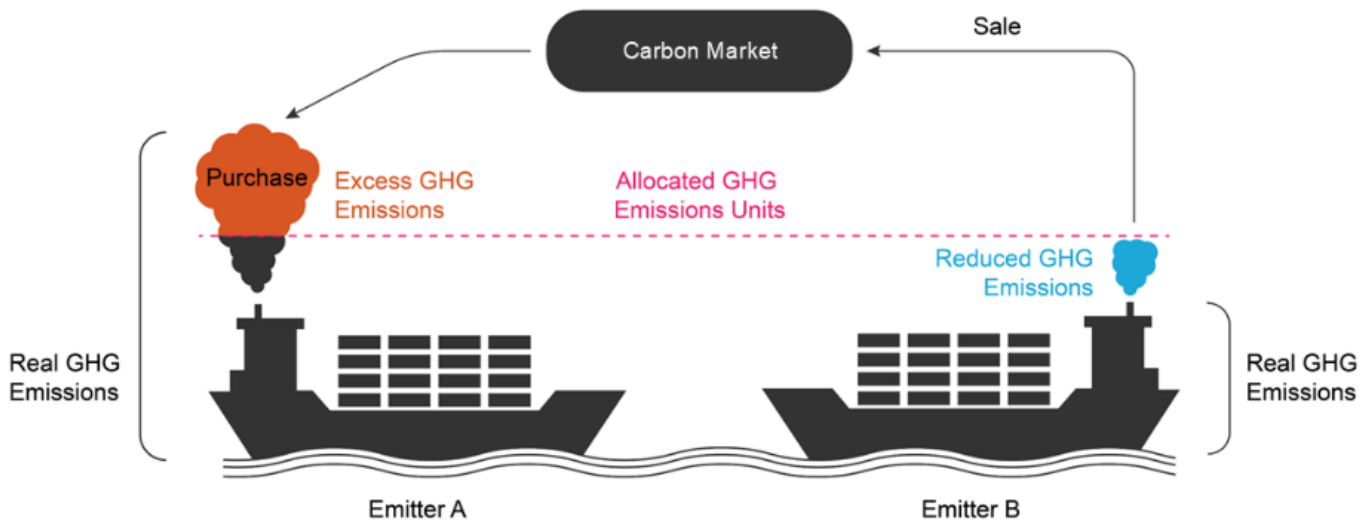 Sale
Carbon Market
Purchase
Excess GHG
Emissions
Allocated GHG
Emissions Units
Reduced GHG
Emissions
Real GHG
Emissions
Real GHG
Emissions
Emitter A
Emitter B